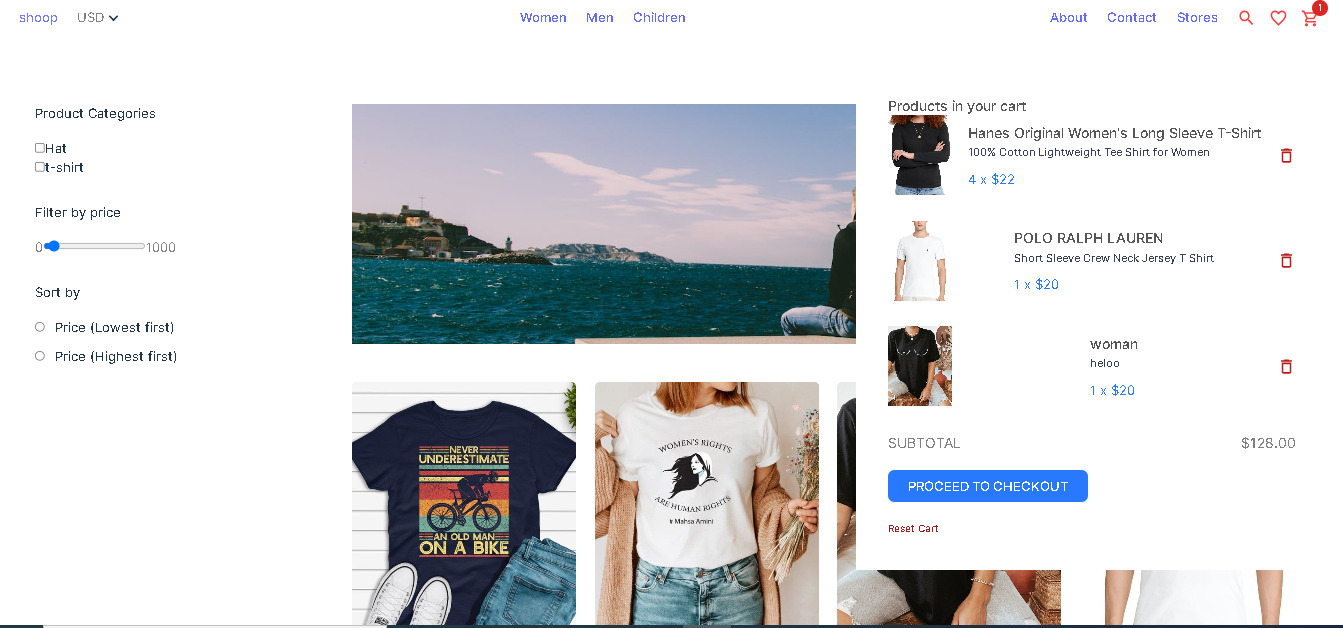 shoop USD Women Men Children About Contact Stores 1
Product Categories
Hat
t-shirt
Filter by price
0 1000
Sort by
Price (Lowest first)
Price (Highest first)
Products in your cart
Hanes Original Women's Long Sleeve T-Shirt
100% Cotton Lightweight Tee Shirt for Women
4 x $22
POLO RALPH LAUREN
Short Sleeve Crew Neck Jersey T Shirt
1 x $20
woman
heloo
1 x $20
SUBTOTAL $128.00
PROCEED TO CHECKOUT
Reset Cart
NEVER
UNDERESTIMATE
AN OLD MAN
ON A BIKE
WOMEN'S RIGHTS
ARE HUMAN RIGHTS
# Mahsa Amini